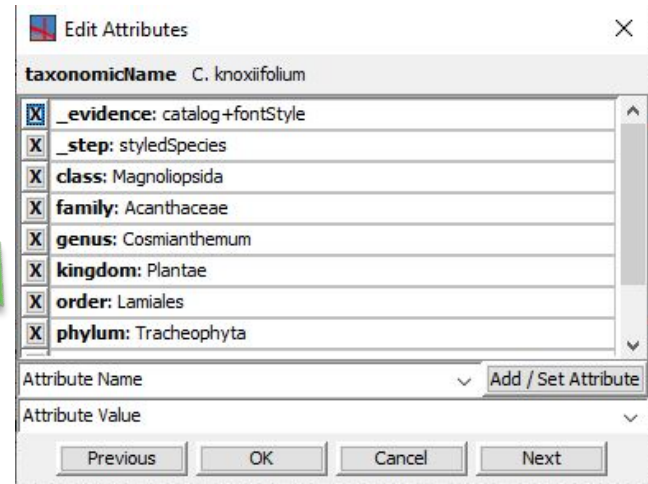 Edit Attributes
taxonomicName C. knoxiifolium
X _evidence: catalog+fontStyle
X _step: styledSpecies
X class: Magnoliopsida
X family: Acanthaceae
X genus: Cosmianthemum
X kingdom: Plantae
X order: Lamiales
X phylum: Tracheophyta
Attribute Name Add / Set Attribute
Attribute Value
Previous OK Cancel Next